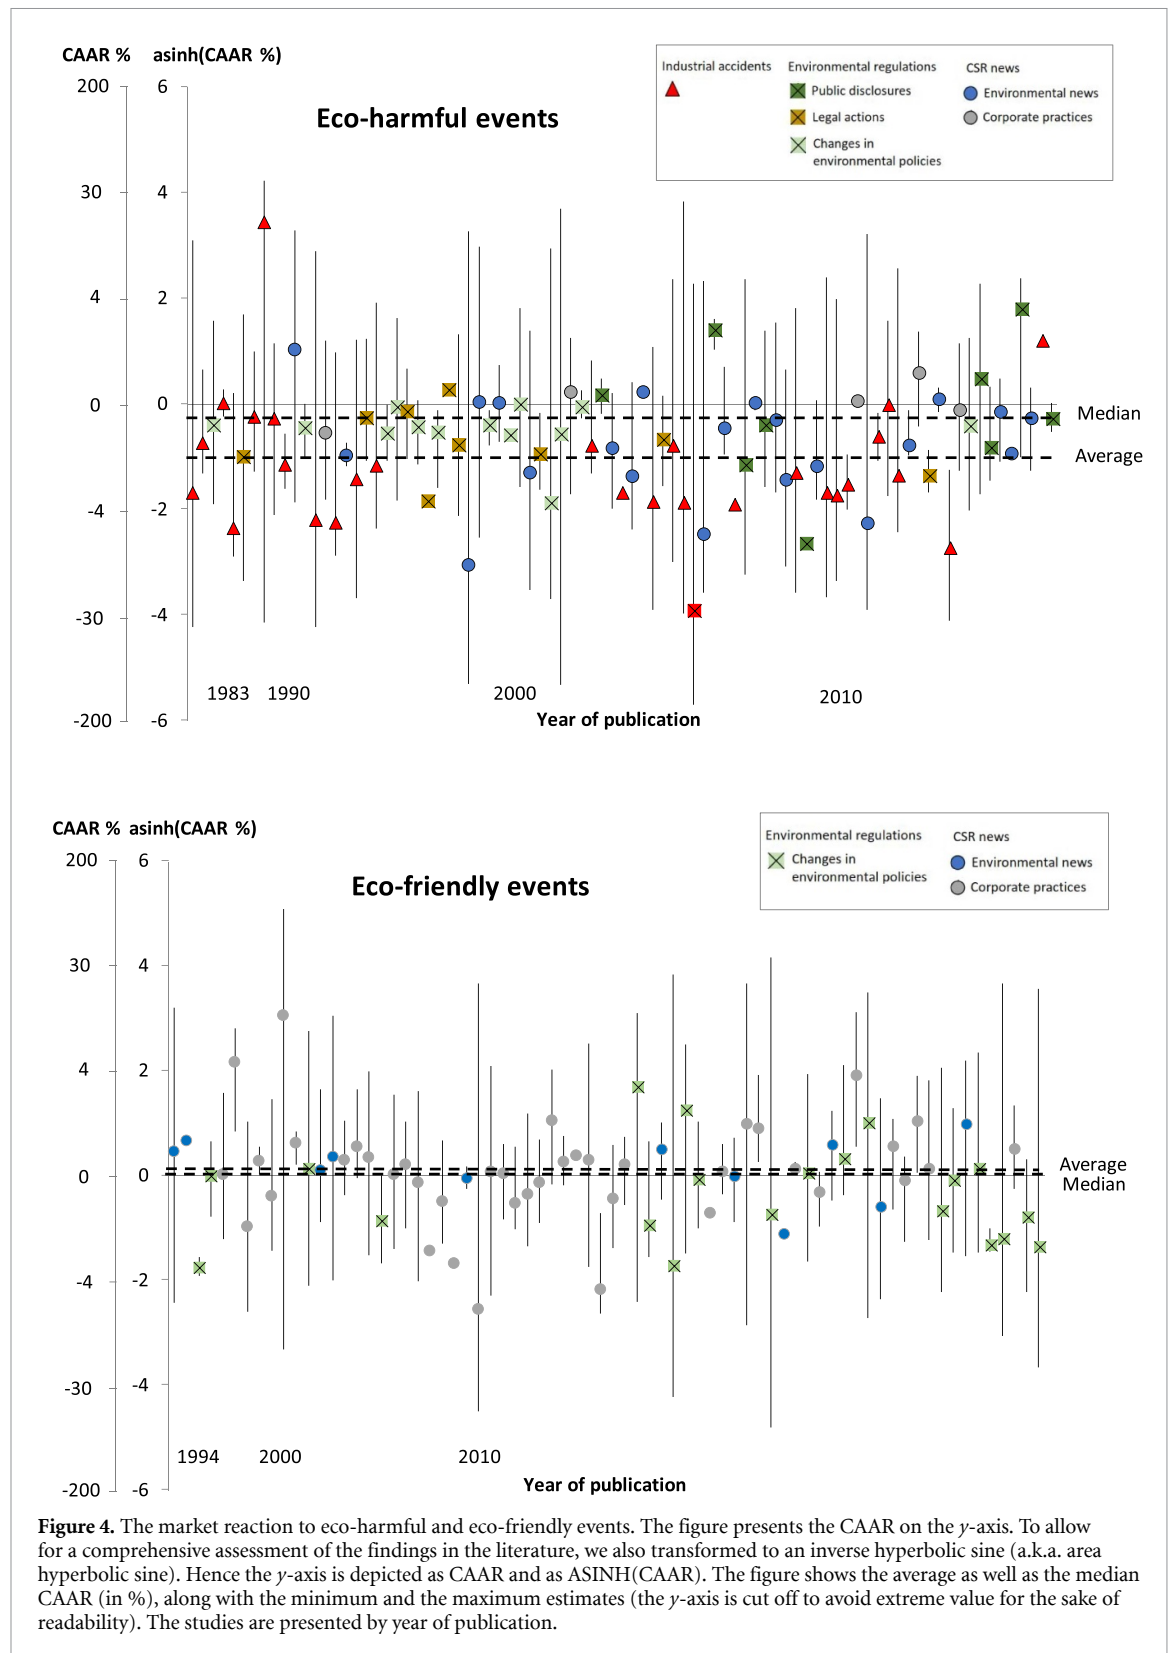 CAAR %
asinh(CAAR %)
200
6
Eco-harmful events
Industrial accidents
Environmental regulations
Public disclosures
Legal actions
Changes in
environmental policies
CSR news
Environmental news
Corporate practices
30
4
4
2
0
0
Median
Average
-4
-2
-30
-4
1983
1990
2000
2010
-200
-6
Year of publication
CAAR %
asinh(CAAR %)
200
6
Eco-friendly events
Environmental regulations
Changes in
environmental policies
CSR news
Environmental news
Corporate practices
30
4
4
2
0
0
Average
Median
-4
-2
-30
-4
1994
2000
2010
-200
-6
Year of publication
Figure 4. The market reaction to eco-harmful and eco-friendly events. The figure presents the CAAR on the y-axis. To allow
for a comprehensive assessment of the findings in the literature, we also transformed to an inverse hyperbolic sine (a.k.a. area
hyperbolic sine). Hence the y-axis is depicted as CAAR and as ASINH(CAAR). The figure shows the average as well as the median
CAAR (in %), along with the minimum and the maximum estimates (the y-axis is cut off to avoid extreme value for the sake of
readability). The studies are presented by year of publication.